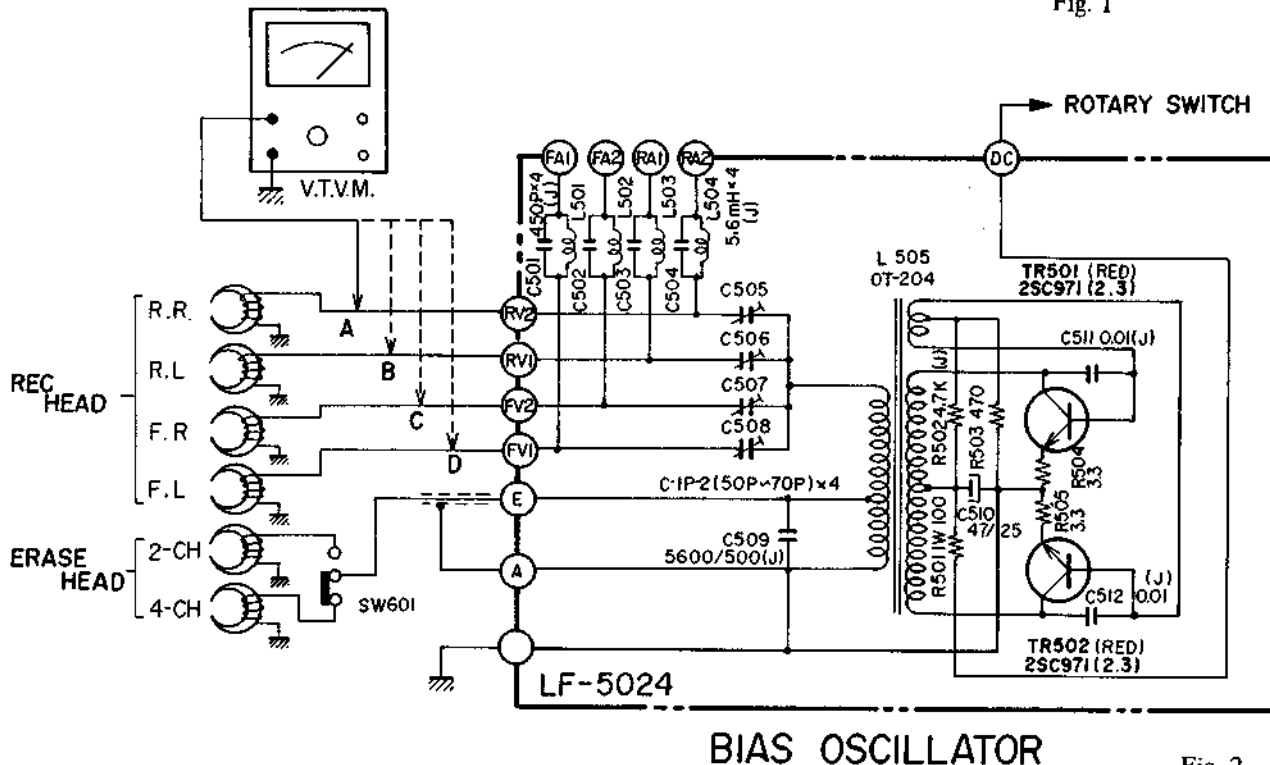 Fig. 1
ROTARY SWITCH
V.T.V.M.
FA1
FA2
RA1
RA2
DC
450P×4
(J)
L501
L502
L503
L504
5.6mH×4
(J)
C501
C502
C503
C504
L 505
OT-204
TR501 (RED)
2SC971 (2.3)
C511 0.01(J)
REC HEAD
R.R.
R.L
F.R
F.L
A
B
C
D
RV2
RV1
FV2
FV1
E
A
C505
C506
C507
C508
C-1P-2(50P~70P)×4
C509
5600/500(J)
R502 4.7K (J)
R503 470
R501 1W 100
C510
47/25
R504
3.3
R505
3.3
(J)
C512 0.01
TR502 (RED)
2SC971 (2.3)
ERASE HEAD
2-CH
4-CH
SW601
LF-5024
BIAS OSCILLATOR
Fig. 2